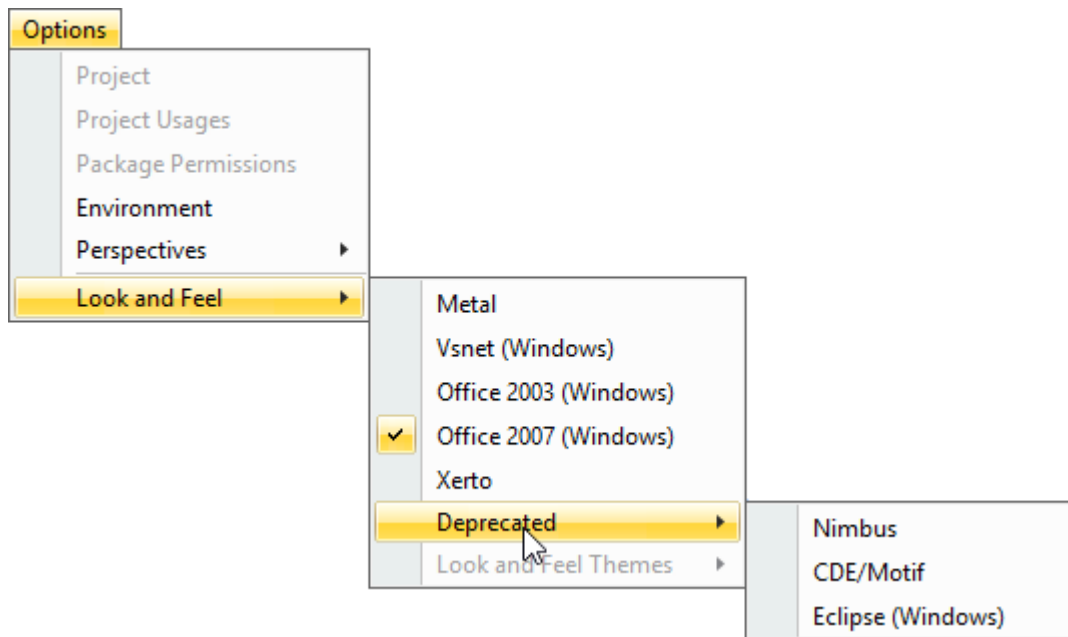 Options
Project
Project Usages
Package Permissions
Environment
Perspectives
Look and Feel
Metal
Vsnet (Windows)
Office 2003 (Windows)
Office 2007 (Windows)
Xerto
Deprecated
Look and Feel Themes
Nimbus
CDE/Motif
Eclipse (Windows)